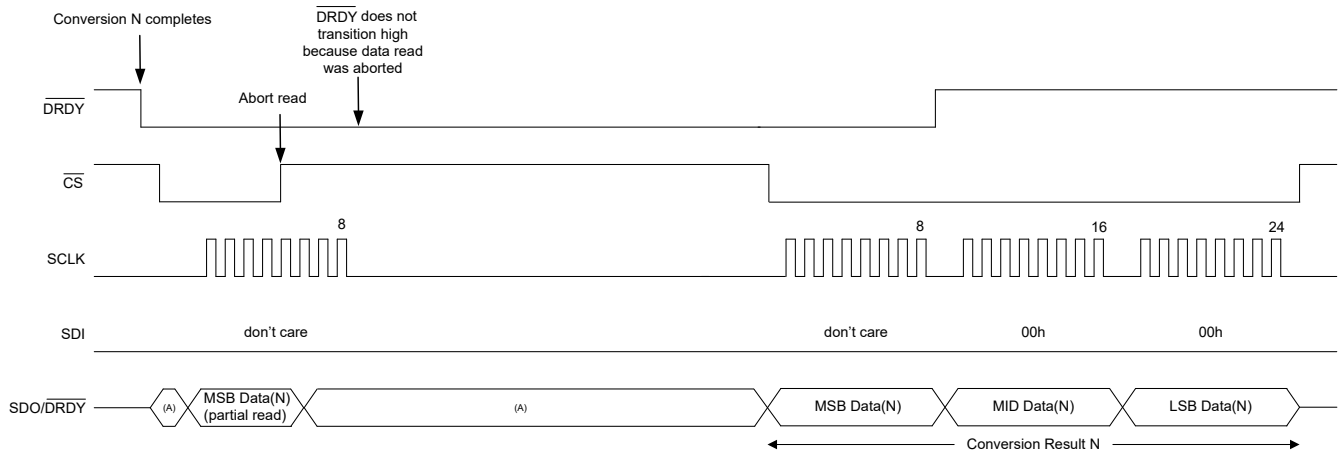 Conversion N completes
DRDY does not
transition high
because data read
was aborted
Abort read
DRDY
CS
8
8
16
24
SCLK
SDI
don't care
don't care
00h
00h
SDO/DRDY
(A)
MSB Data(N)
(partial read)
(A)
MSB Data(N)
MID Data(N)
LSB Data(N)
Conversion Result N